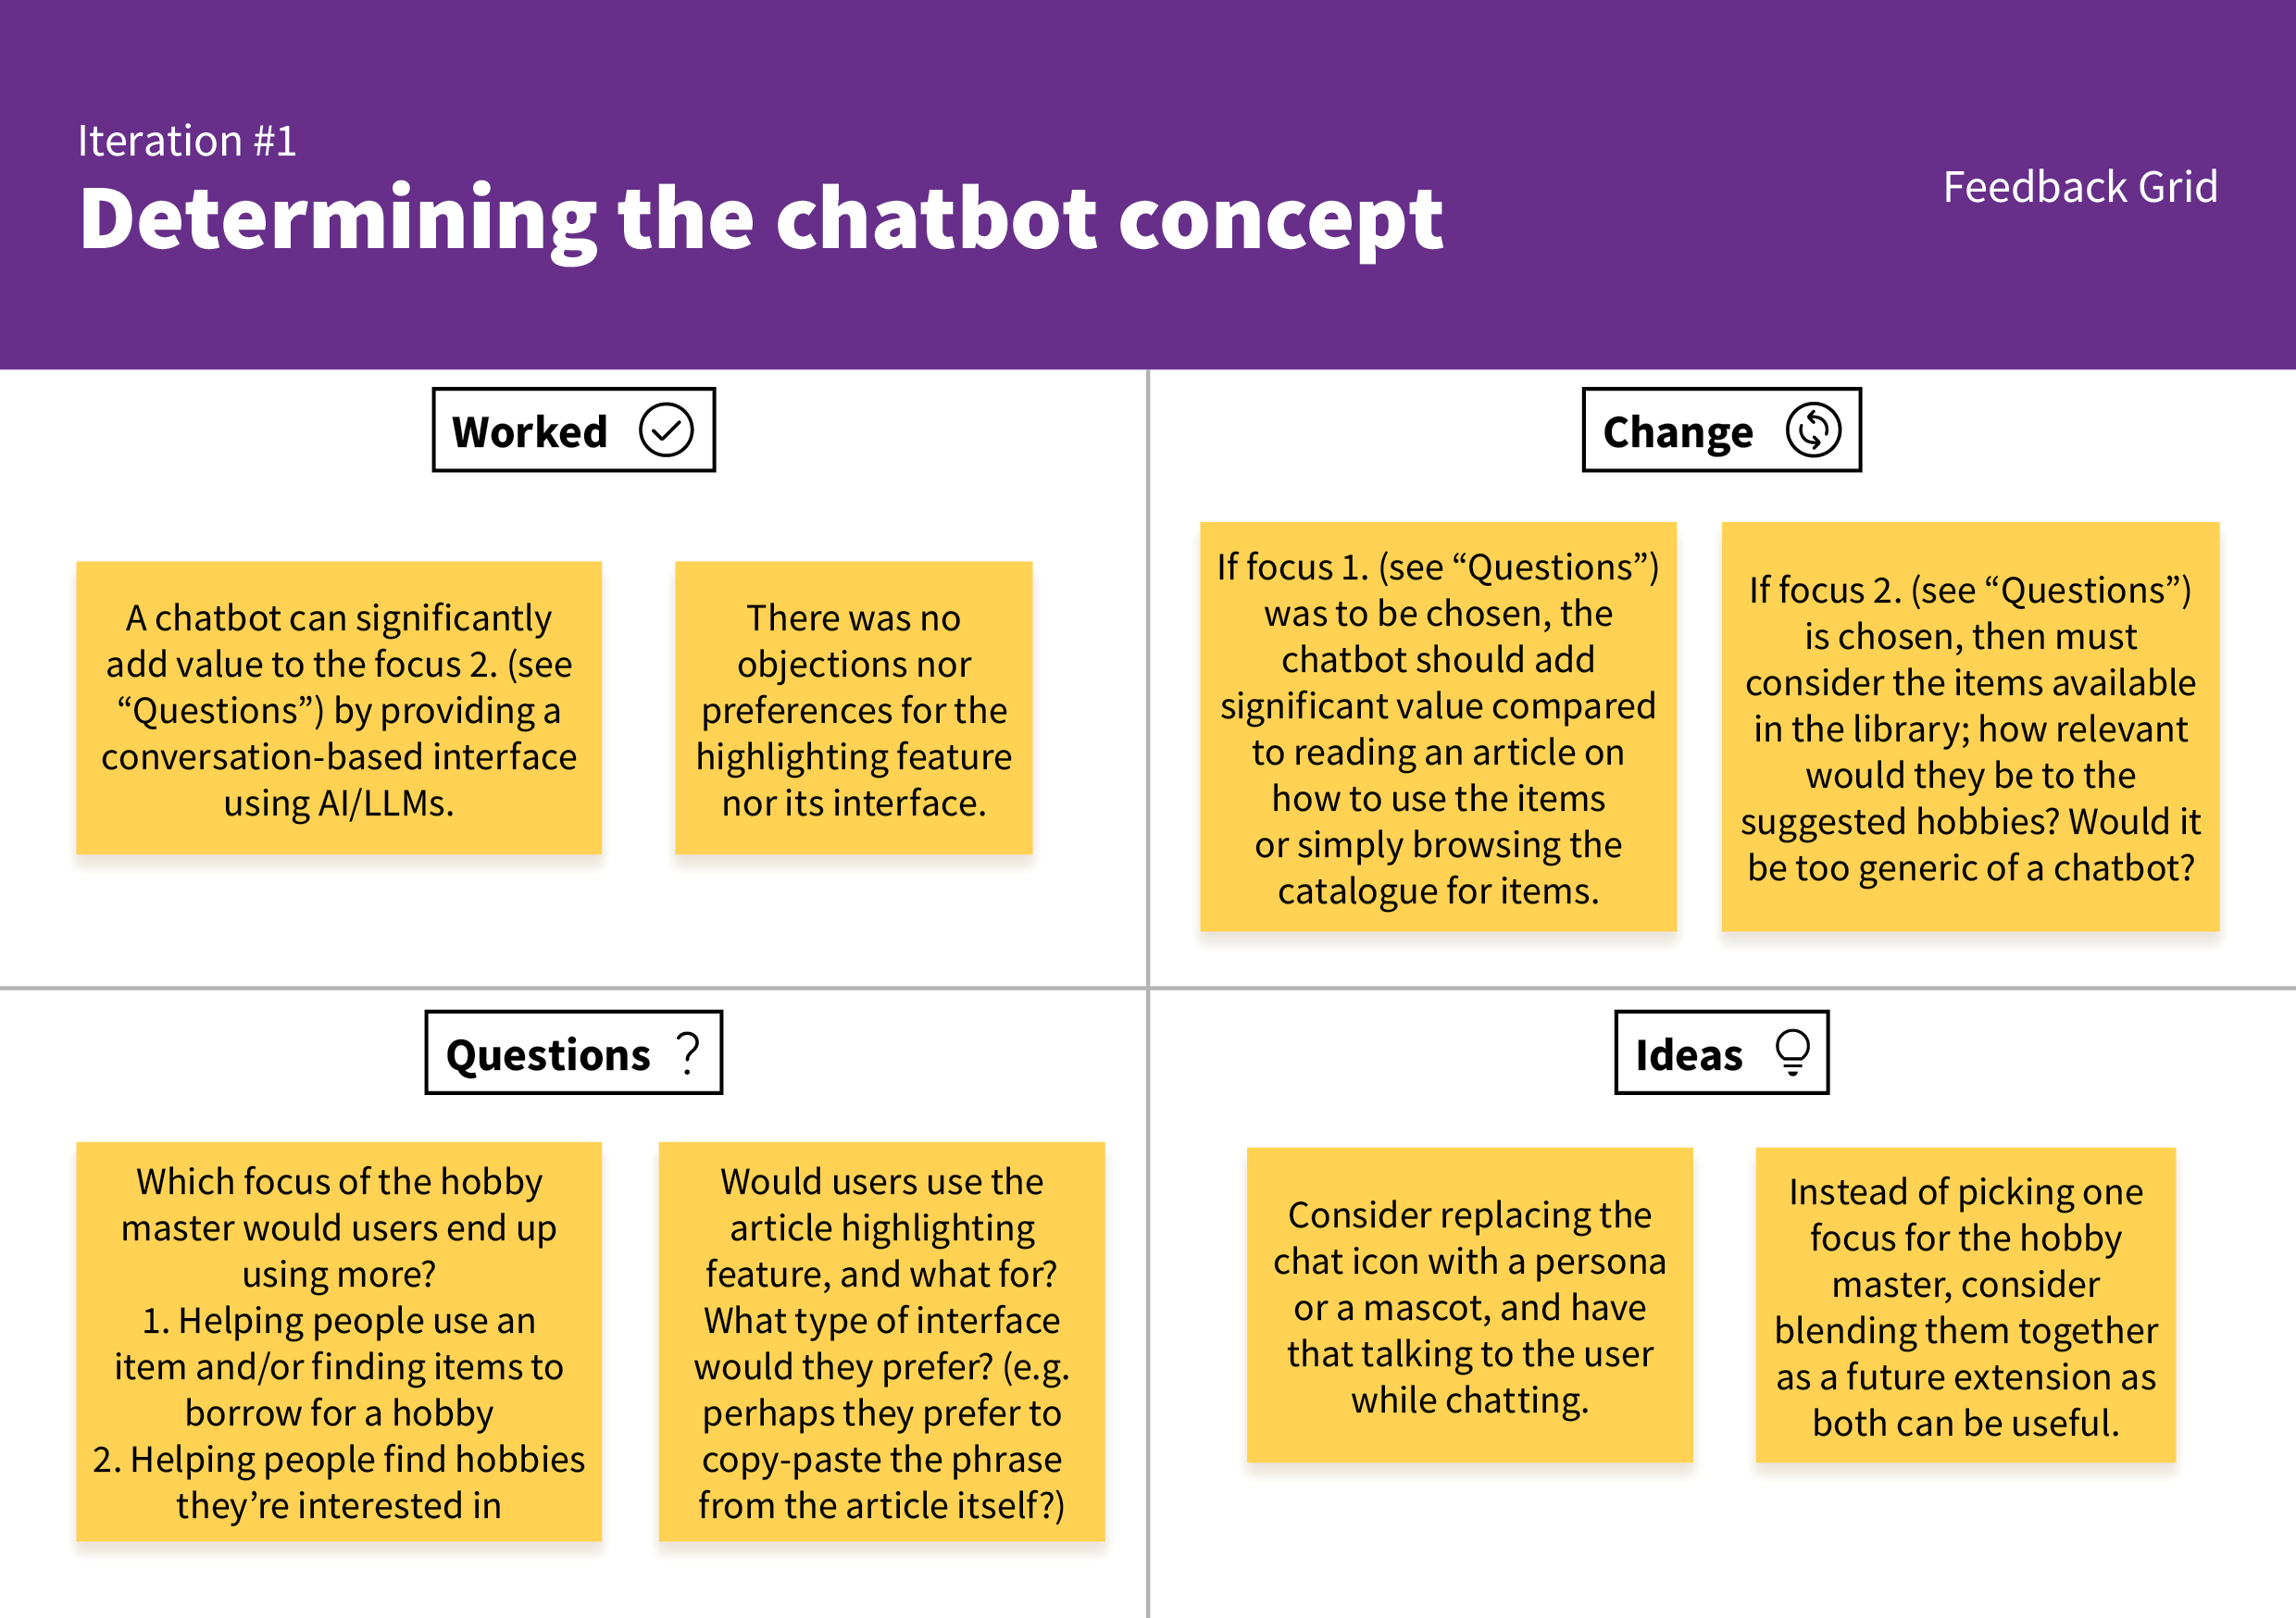 Iteration #1
Determining the chatbot concept
Feedback Grid
Worked
A chatbot can significantly
add value to the focus 2. (see
“Questions”) by providing a
conversation-based interface
using AI/LLMs.
There was no
objections nor
preferences for the
highlighting feature
nor its interface.
Change
If focus 1. (see “Questions”)
was to be chosen, the
chatbot should add
significant value compared
to reading an article on
how to use the items
or simply browsing the
catalogue for items.
If focus 2. (see “Questions”)
is chosen, then must
consider the items available
in the library; how relevant
would they be to the
suggested hobbies? Would it
be too generic of a chatbot?
Questions ?
Which focus of the hobby
master would users end up
using more?
1. Helping people use an
item and/or finding items to
borrow for a hobby
2. Helping people find hobbies
they’re interested in
Would users use the
article highlighting
feature, and what for?
What type of interface
would they prefer? (e.g.
perhaps they prefer to
copy-paste the phrase
from the article itself?)
Ideas
Consider replacing the
chat icon with a persona
or a mascot, and have
that talking to the user
while chatting.
Instead of picking one
focus for the hobby
master, consider
blending them together
as a future extension as
both can be useful.